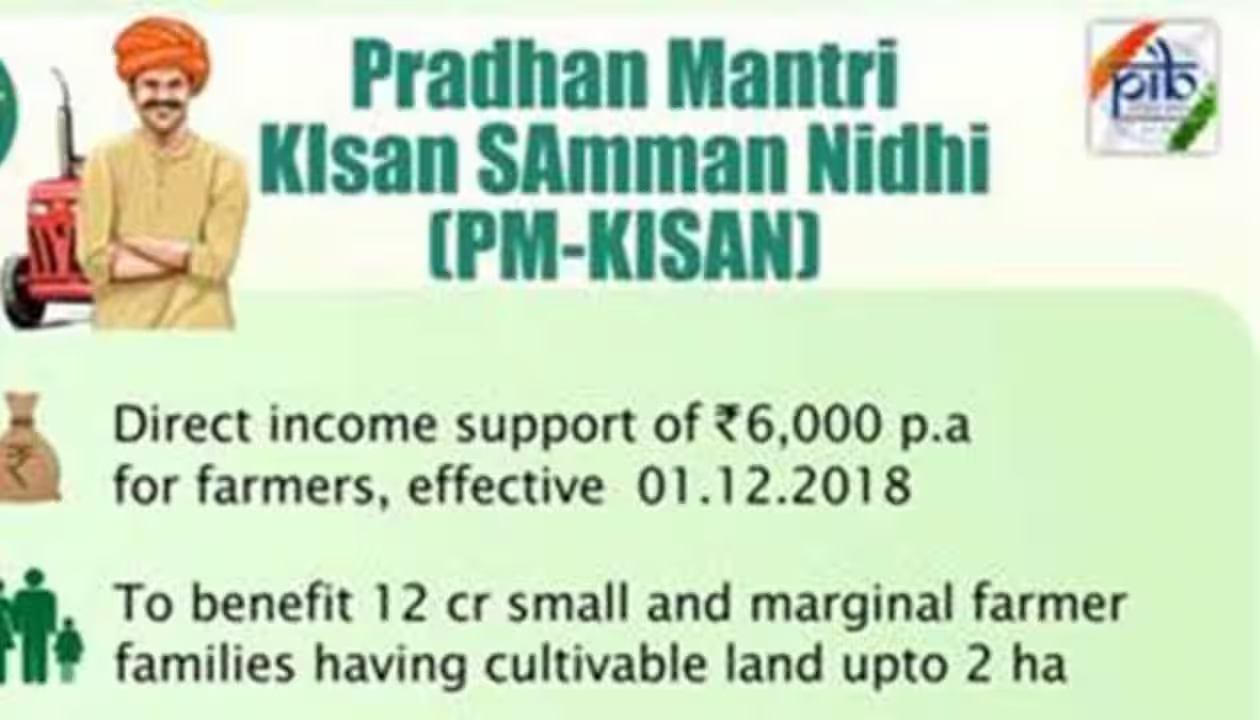 Pradhan Mantri
KIsan SAmman Nidhi
(PM-KISAN)
pib
Direct income support of ₹6,000 p.a
for farmers, effective 01.12.2018
To benefit 12 cr small and marginal farmer
families having cultivable land upto 2 ha